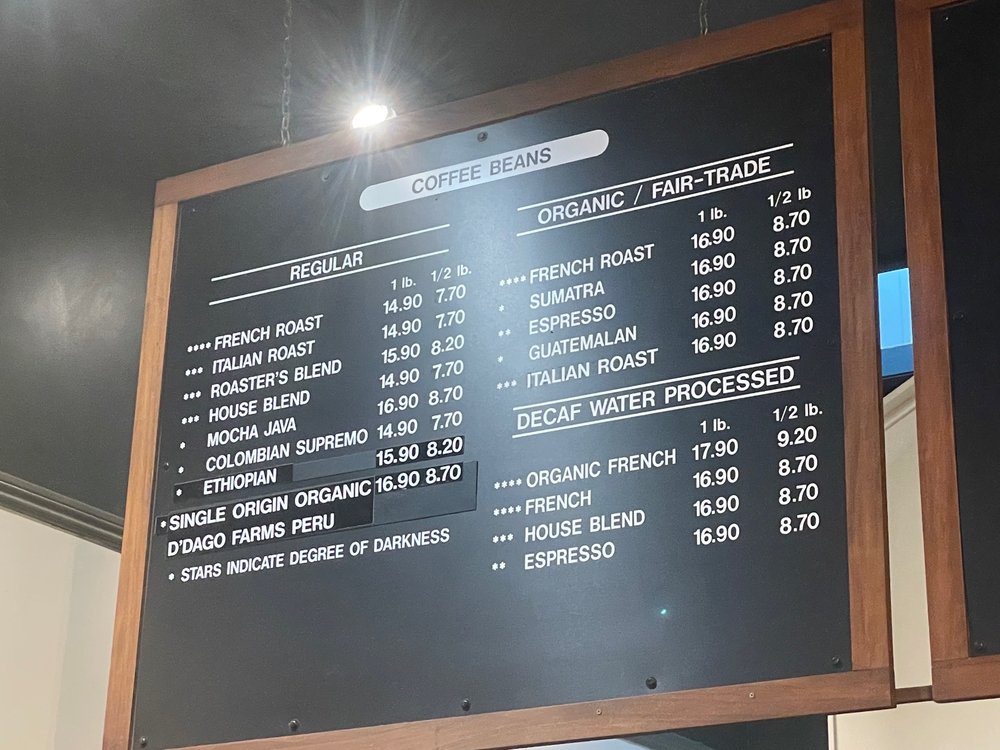 COFFEE BEANS
REGULAR
1 lb. 1/2 lb.
**** FRENCH ROAST 14.90 7.70
*** ITALIAN ROAST 14.90 7.70
*** ROASTER'S BLEND 15.90 8.20
*** HOUSE BLEND 14.90 7.70
* MOCHA JAVA 16.90 8.70
* COLOMBIAN SUPREMO 14.90 7.70
* ETHIOPIAN 15.90 8.20
* SINGLE ORIGIN ORGANIC 16.90 8.70
D'DAGO FARMS PERU
* STARS INDICATE DEGREE OF DARKNESS
ORGANIC / FAIR-TRADE
1 lb. 1/2 lb
**** FRENCH ROAST 16.90 8.70
* SUMATRA 16.90 8.70
** ESPRESSO 16.90 8.70
* GUATEMALAN 16.90 8.70
*** ITALIAN ROAST 16.90 8.70
DECAF WATER PROCESSED
1 lb. 1/2 lb.
**** ORGANIC FRENCH 17.90 9.20
**** FRENCH 16.90 8.70
*** HOUSE BLEND 16.90 8.70
** ESPRESSO 16.90 8.70